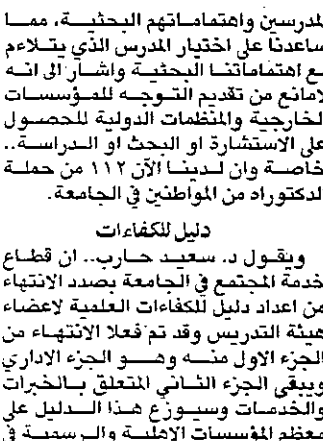 لمدرسين واهتماماتهم البحثية، مما
ساعدنا على اختيار المدرس الذي يتلاءم
مع اهتماماتنا البحثية واشار الى انه
لامانع من تقديم التوجه للمؤسسات
الخارجية والمنظمات الدولية للحصول
على الاستشارة او البحث او الدراسة..
خاصة وان لدينا الآن ١١٢ من حملة
الدكتوراد من المواطنين في الجامعة.
دليل للكفاءات
ويقول د. سعيد حارب.. ان قطاع
خدمة المجتمع في الجامعة بصدد الانتهاء
من اعداد دليل للكفاءات العلمية لاعضاء
هيئة التدريس وقد تم فعلا الانتهاء من
الجزء الاول منه وهو الجزء الاداري
ويبقى الجزء الثاني المتعلق بالخبرات
والخدمات وسيوزع هذا الدليل على
معظم المؤسسات الاهلية والرسمية في